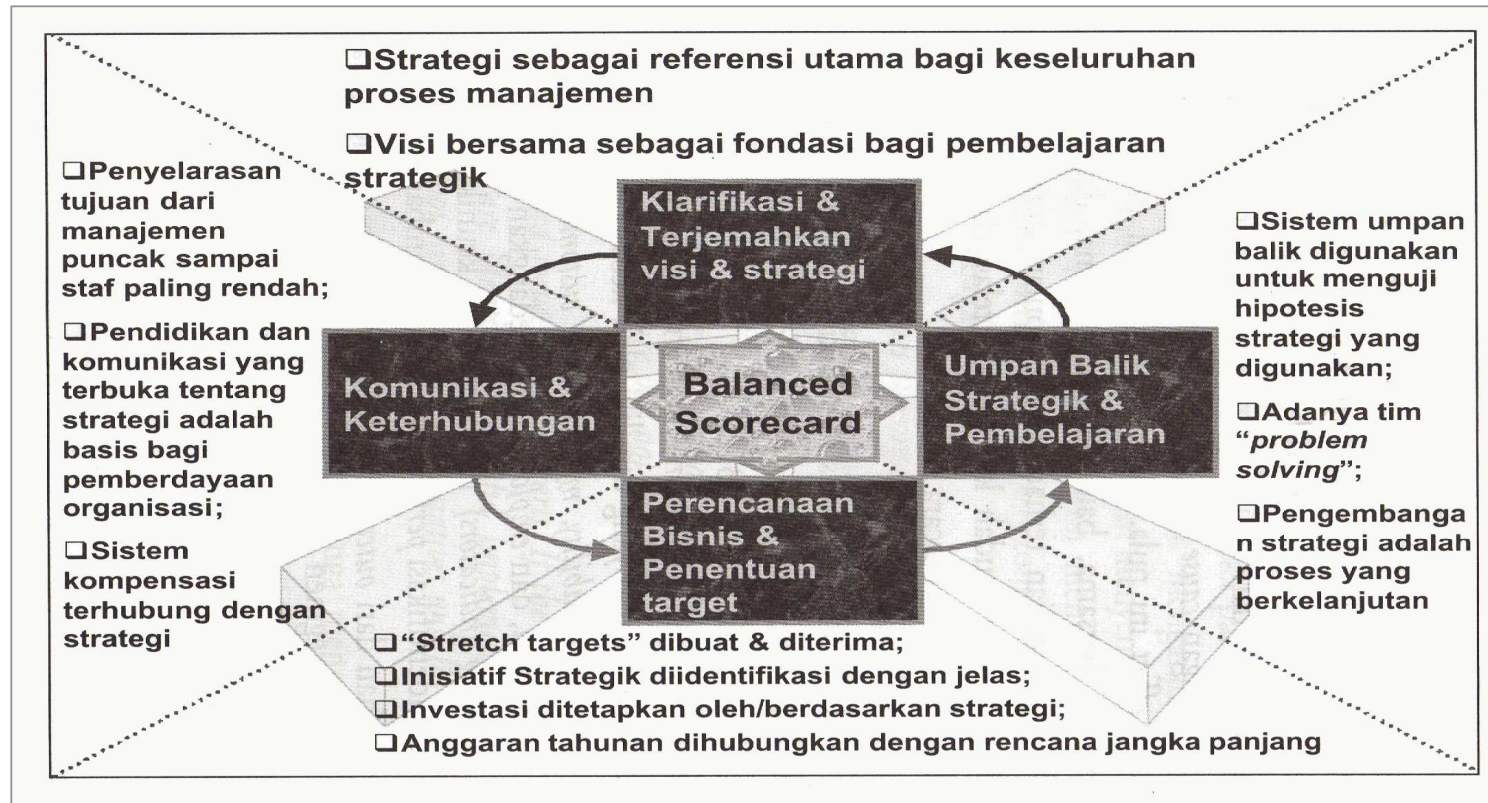 ❑Strategi sebagai referensi utama bagi keseluruhan
proses manajemen
❑Visi bersama sebagai fondasi bagi pembelajaran
strategik
❑Penyelarasan
tujuan dari
manajemen
puncak sampai
staf paling rendah;
❑Pendidikan dan
komunikasi yang
terbuka tentang
strategi adalah
basis bagi
pemberdayaan
organisasi;
❑Sistem
kompensasi
terhubung dengan
strategi
Klarifikasi &
Terjemahkan
visi & strategi
Komunikasi &
Keterhubungan
Balanced
Scorecard
Umpan Balik
Strategik &
Pembelajaran
Perencanaan
Bisnis &
Penentuan
target
❑Sistem umpan
balik digunakan
untuk menguji
hipotesis
strategi yang
digunakan;
❑Adanya tim
“problem
solving”;
❑Pengembanga
n strategi adalah
proses yang
berkelanjutan
❑“Stretch targets” dibuat & diterima;
❑Inisiatif Strategik diidentifikasi dengan jelas;
❑Investasi ditetapkan oleh/berdasarkan strategi;
❑Anggaran tahunan dihubungkan dengan rencana jangka panjang